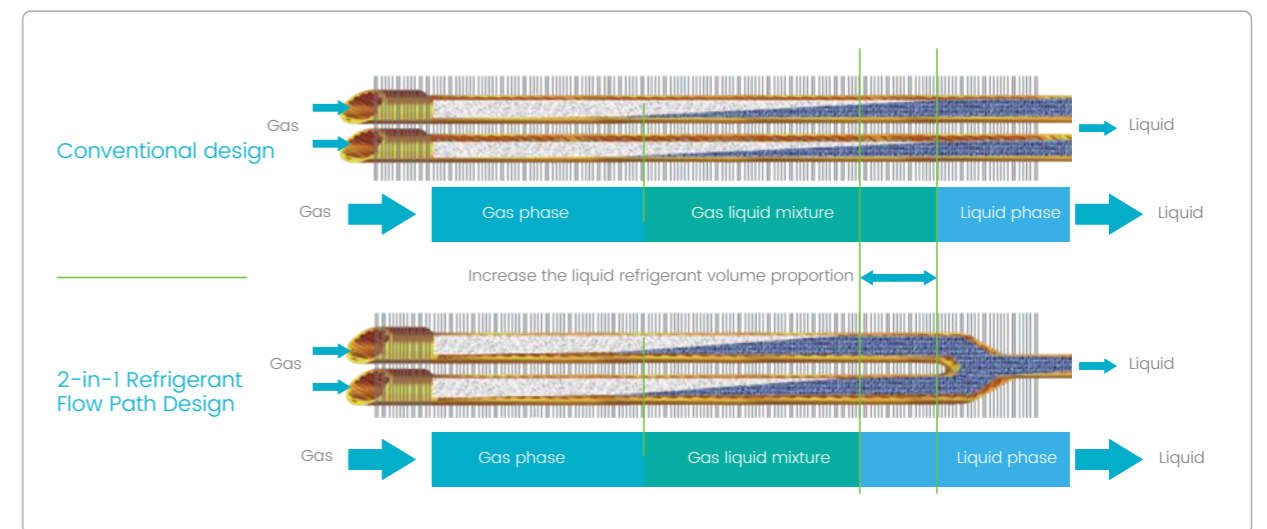 Gas
Liquid
Conventional design
Gas
Gas phase
Gas liquid mixture
Liquid phase
Liquid
Increase the liquid refrigerant volume proportion
Gas
Liquid
2-in-1 Refrigerant
Flow Path Design
Gas
Gas phase
Gas liquid mixture
Liquid phase
Liquid